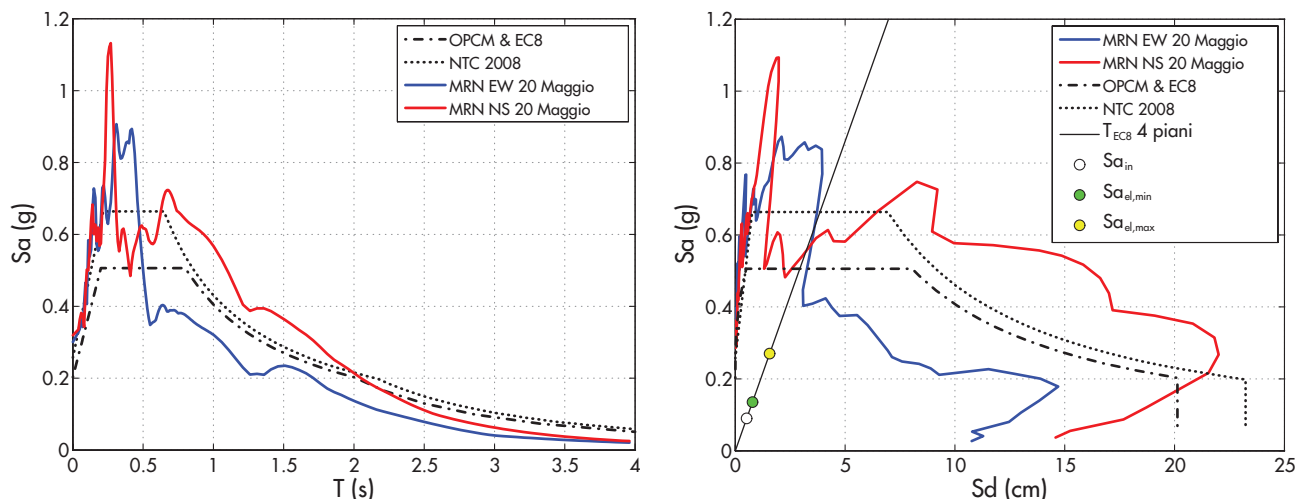 1.2
1
0.8
0.6
0.4
0.2
0
Sa (g)
0 0.5 1 1.5 2 2.5 3 3.5 4
T (s)
OPCM & EC8
NTC 2008
MRN EW 20 Maggio
MRN NS 20 Maggio
1.2
1
0.8
0.6
0.4
0.2
0
Sa (g)
0 5 10 15 20 25
Sd (cm)
MRN EW 20 Maggio
MRN NS 20 Maggio
OPCM & EC8
NTC 2008
TEC8 4 piani
Sain
Sael,min
Sael,max